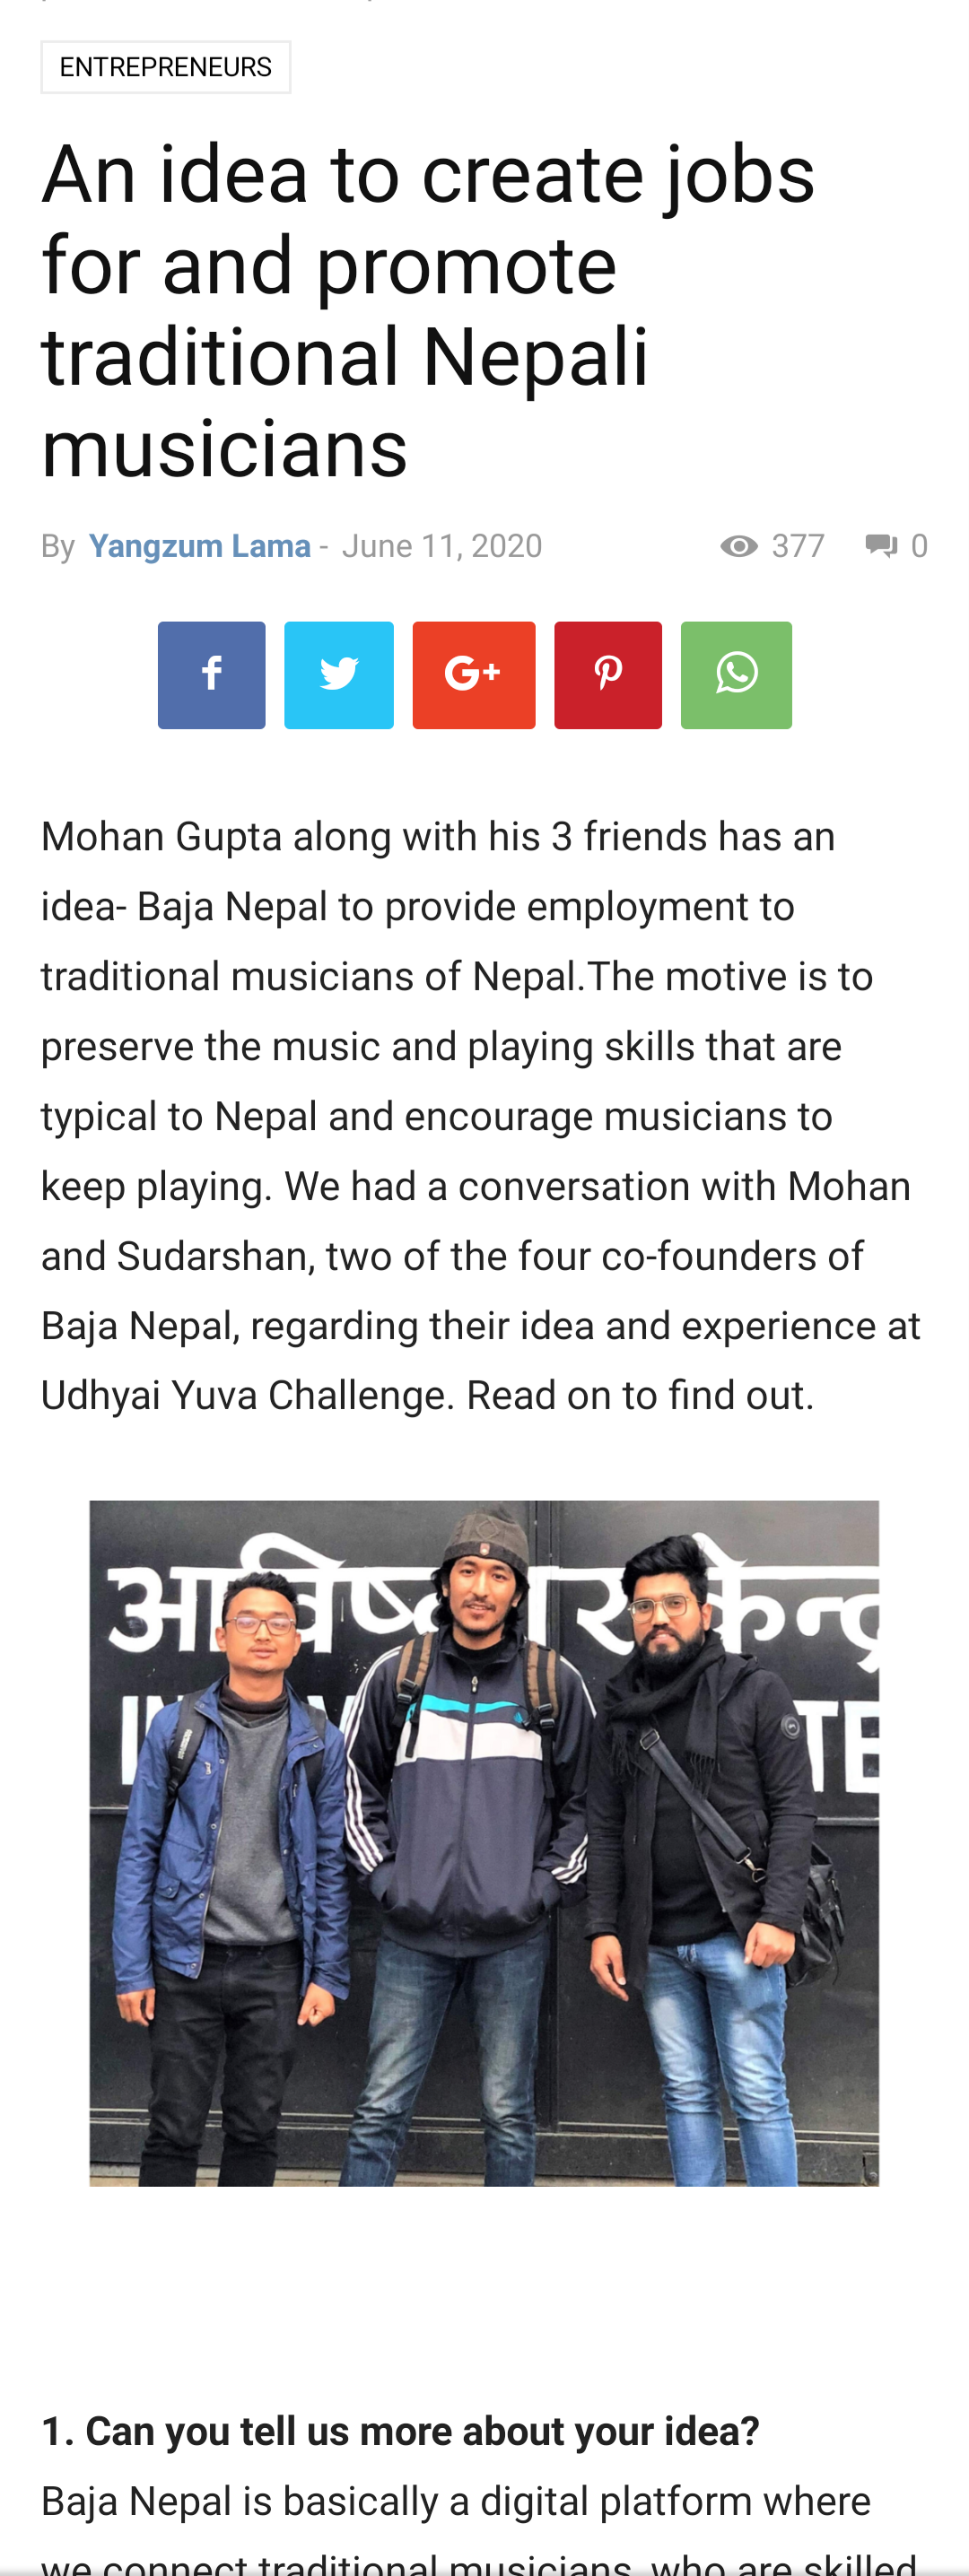 ENTREPRENEURS
An idea to create jobs
for and promote
traditional Nepali
musicians
By Yangzum Lama - June 11, 2020 377 0
f G+
Mohan Gupta along with his 3 friends has an
idea- Baja Nepal to provide employment to
traditional musicians of Nepal.The motive is to
preserve the music and playing skills that are
typical to Nepal and encourage musicians to
keep playing. We had a conversation with Mohan
and Sudarshan, two of the four co-founders of
Baja Nepal, regarding their idea and experience at
Udhyai Yuva Challenge. Read on to find out.
1. Can you tell us more about your idea?
Baja Nepal is basically a digital platform where
we connect traditional musicians, who are skilled